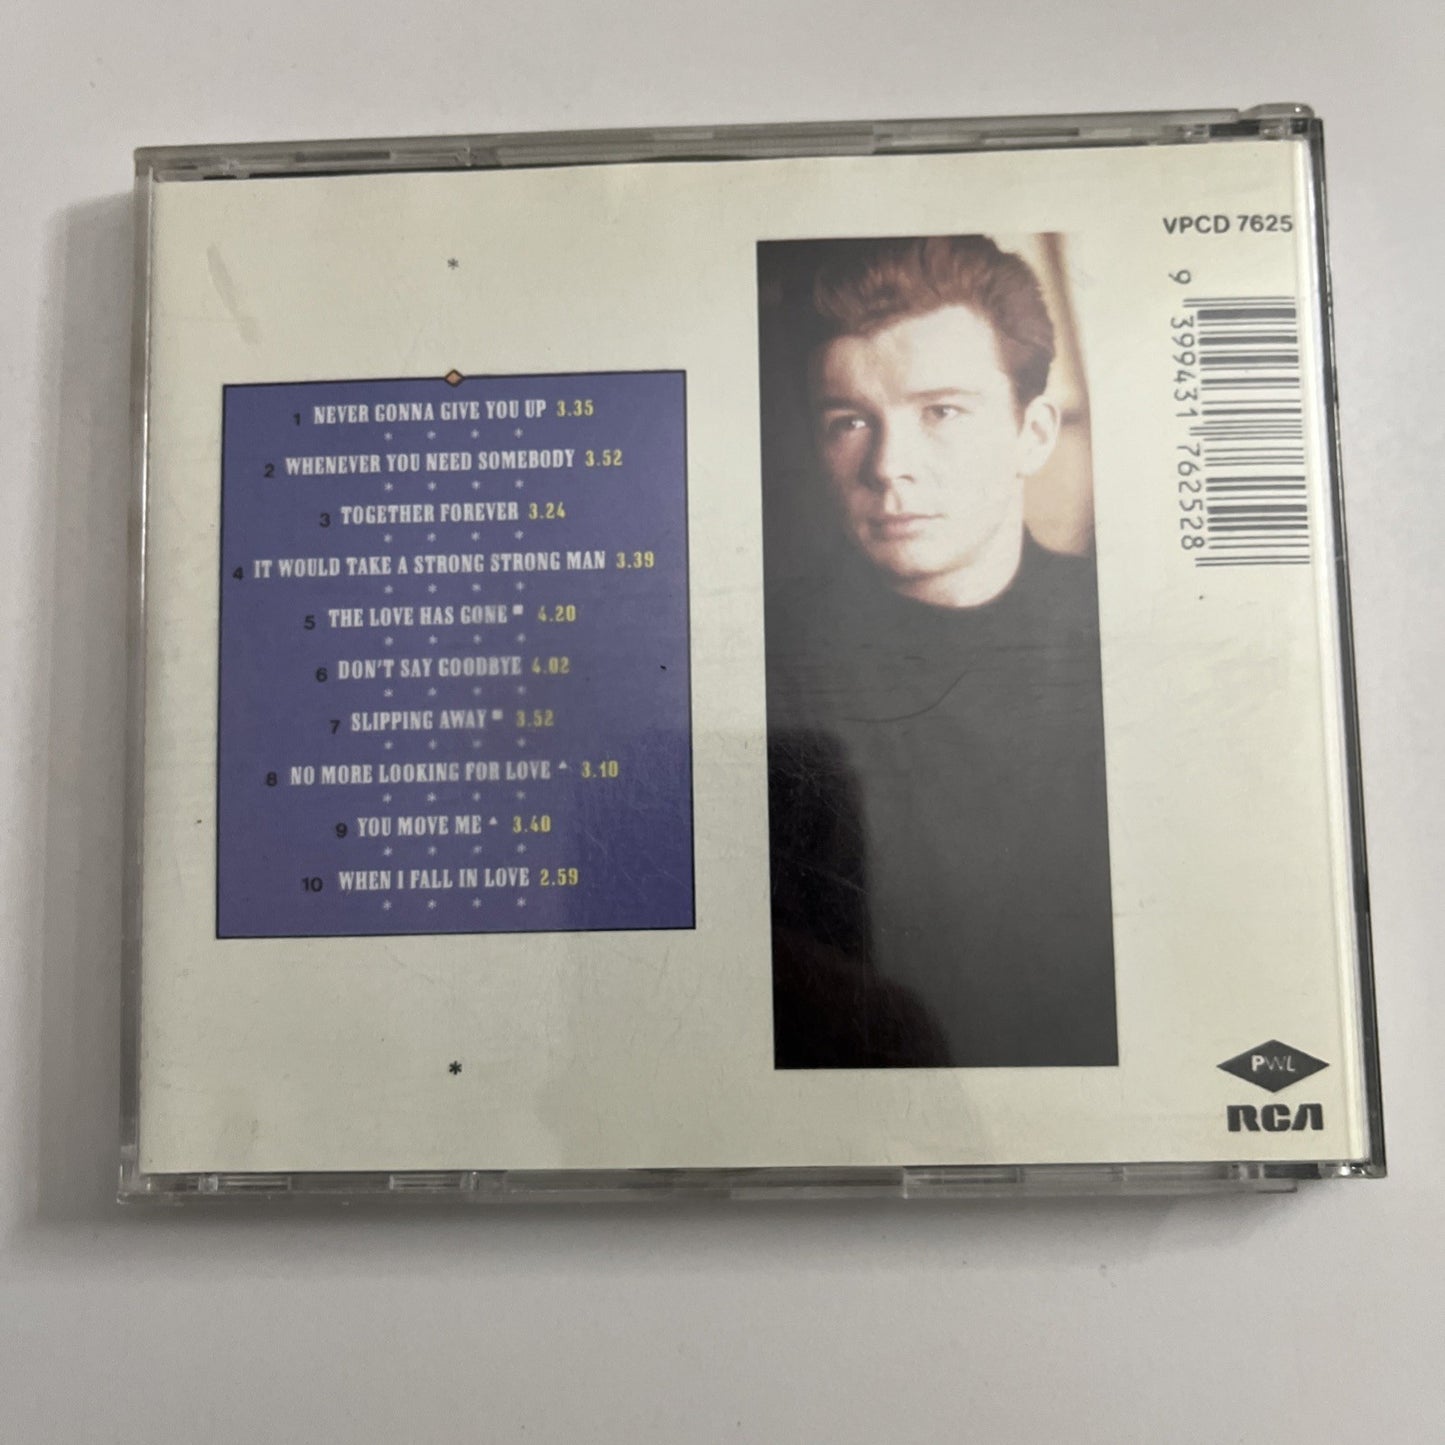 VPCD 7625
*
1 NEVER GONNA GIVE YOU UP 3.35
* * * *
2 WHENEVER YOU NEED SOMEBODY 3.52
* * * *
3 TOGETHER FOREVER 3.24
* * * *
4 IT WOULD TAKE A STRONG STRONG MAN 3.39
* * * *
5 THE LOVE HAS GONE ■ 4.20
* * * *
6 DON'T SAY GOODBYE 4.02
* * * *
7 SLIPPING AWAY ■ 3.52
* * * *
8 NO MORE LOOKING FOR LOVE ▲ 3.10
* * * *
9 YOU MOVE ME ▲ 3.40
* * * *
10 WHEN I FALL IN LOVE 2.59
* * * *
*
9 399431 762528
PWL
RCA